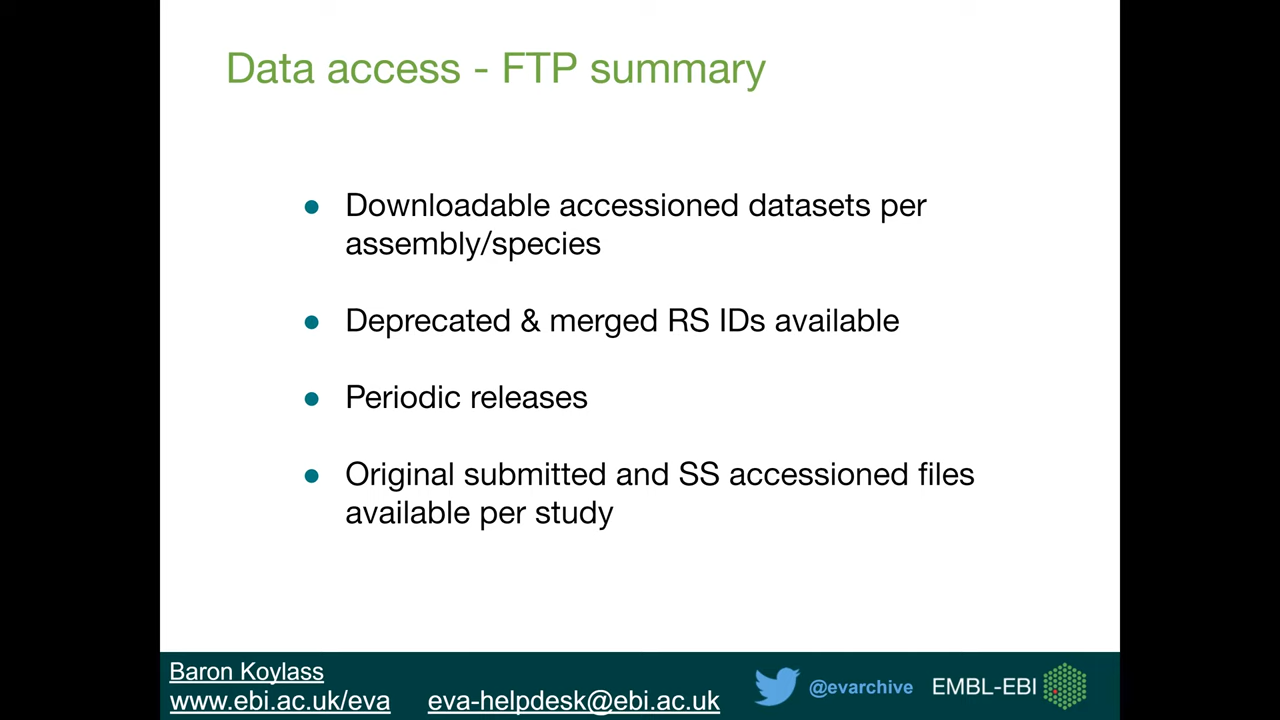 Data access - FTP summary
● Downloadable accessioned datasets per
assembly/species
● Deprecated & merged RS IDs available
● Periodic releases
● Original submitted and SS accessioned files
available per study
Baron Koylass
www.ebi.ac.uk/eva eva-helpdesk@ebi.ac.uk
@evarchive EMBL-EBI